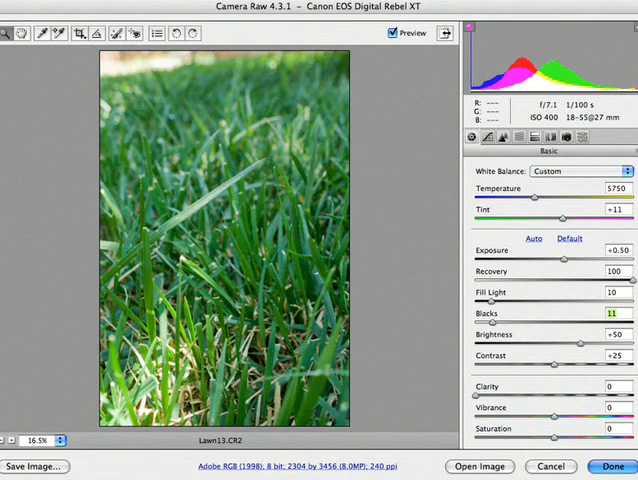 Camera Raw 4.3.1 - Canon EOS Digital Rebel XT
Preview
R: ---
G: ---
B: ---
f/7.1 1/100 s
ISO 400 18-55@27 mm
Basic
White Balance: Custom
Temperature 5750
Tint +11
Auto Default
Exposure +0.50
Recovery 100
Fill Light 10
Blacks 11
Brightness +50
Contrast +25
Clarity 0
Vibrance 0
Saturation 0
16.5% Lawn13.CR2
Save Image... Adobe RGB (1998); 8 bit; 2304 by 3456 (8.0MP); 240 ppi Open Image Cancel Done